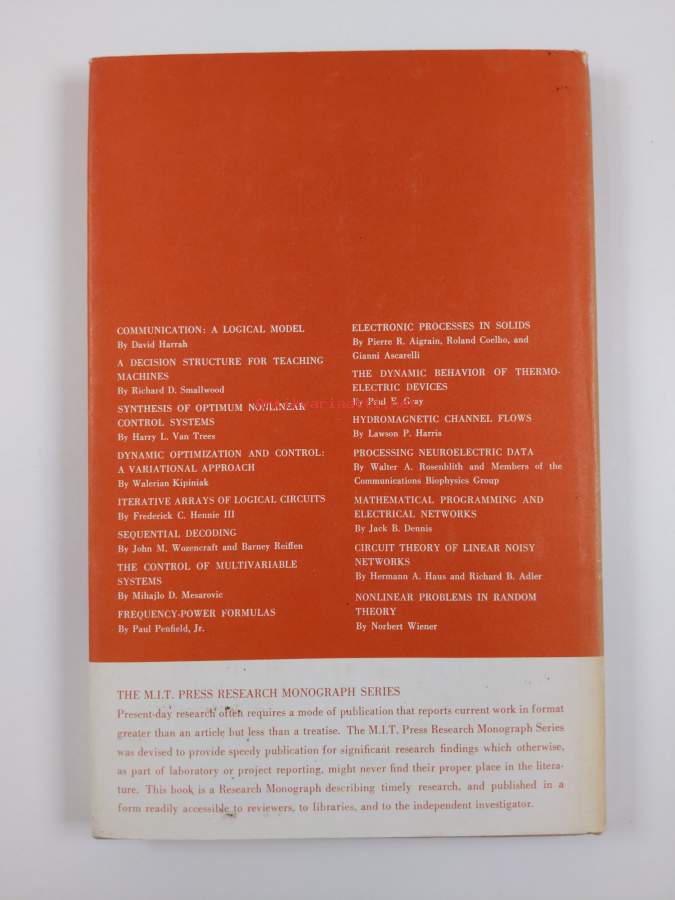 COMMUNICATION: A LOGICAL MODEL
By David Harrah
A DECISION STRUCTURE FOR TEACHING
MACHINES
By Richard D. Smallwood
SYNTHESIS OF OPTIMUM NONLINEAR
CONTROL SYSTEMS
By Harry L. Van Trees
DYNAMIC OPTIMIZATION AND CONTROL:
A VARIATIONAL APPROACH
By Walerian Kipiniak
ITERATIVE ARRAYS OF LOGICAL CIRCUITS
By Frederick C. Hennie III
SEQUENTIAL DECODING
By John M. Wozencraft and Barney Reiffen
THE CONTROL OF MULTIVARIABLE
SYSTEMS
By Mihajlo D. Mesarovic
FREQUENCY-POWER FORMULAS
By Paul Penfield, Jr.
ELECTRONIC PROCESSES IN SOLIDS
By Pierre R. Aigrain, Roland Coelho, and
Gianni Ascarelli
THE DYNAMIC BEHAVIOR OF THERMO-
ELECTRIC DEVICES
By Paul E. Gray
HYDROMAGNETIC CHANNEL FLOWS
By Lawson P. Harris
PROCESSING NEUROELECTRIC DATA
By Walter A. Rosenblith and Members of the
Communications Biophysics Group
MATHEMATICAL PROGRAMMING AND
ELECTRICAL NETWORKS
By Jack B. Dennis
CIRCUIT THEORY OF LINEAR NOISY
NETWORKS
By Hermann A. Haus and Richard B. Adler
NONLINEAR PROBLEMS IN RANDOM
THEORY
By Norbert Wiener
THE M.I.T. PRESS RESEARCH MONOGRAPH SERIES
Present-day research often requires a mode of publication that reports current work in format
greater than an article but less than a treatise. The M.I.T. Press Research Monograph Series
was devised to provide speedy publication for significant research findings which otherwise,
as part of laboratory or project reporting, might never find their proper place in the litera-
ture. This book is a Research Monograph describing timely research, and published in a
form readily accessible to reviewers, to libraries, and to the independent investigator.